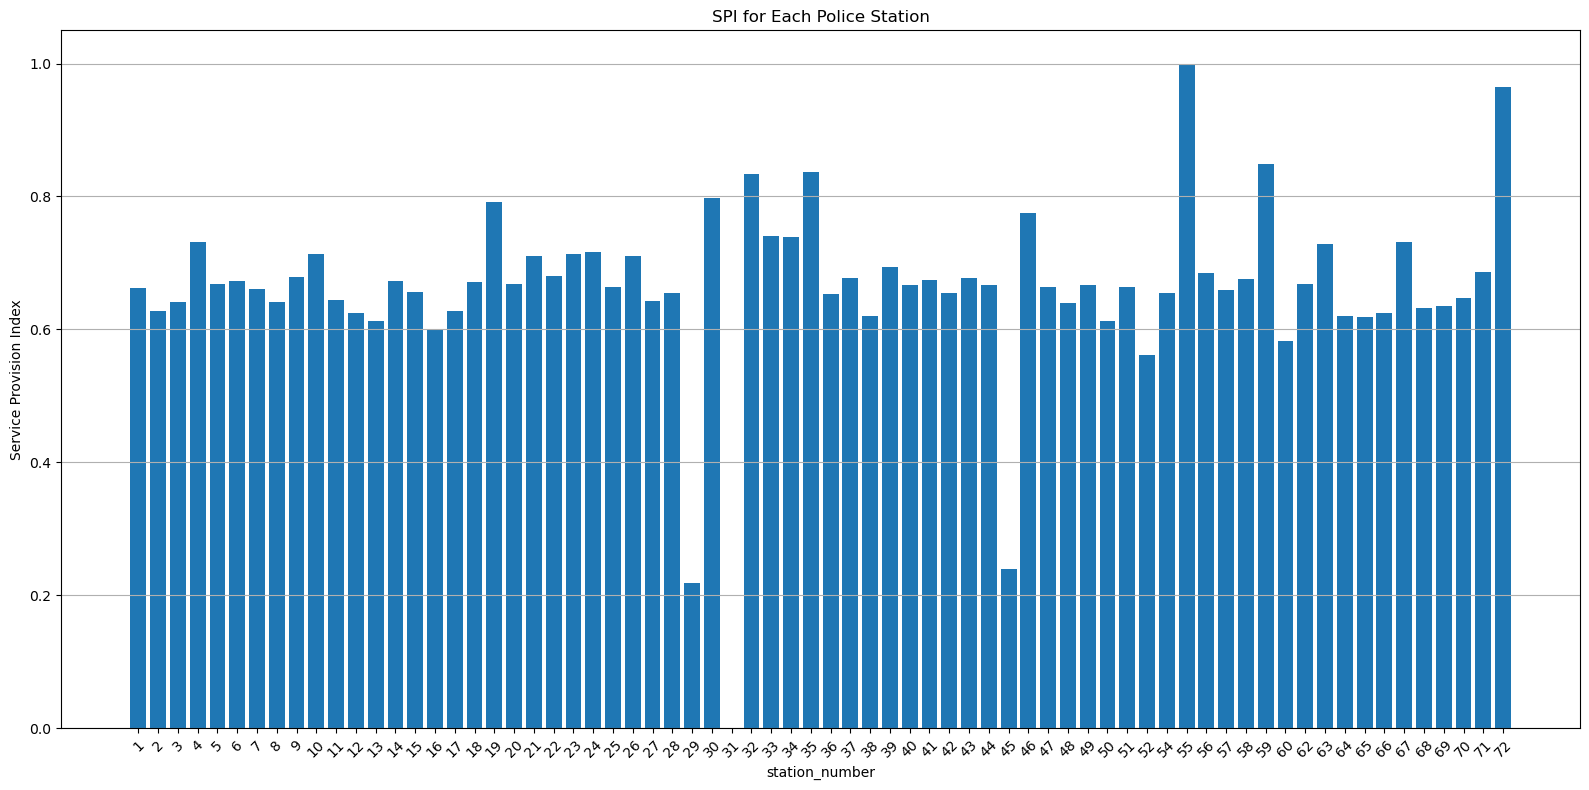 SPI for Each Police Station
Service Provision Index
1.0
0.8
0.6
0.4
0.2
0.0
1 2 3 4 5 6 7 8 9 10 11 12 13 14 15 16 17 18 19 20 21 22 23 24 25 26 27 28 29 30 31 32 33 34 35 36 37 38 39 40 41 42 43 44 45 46 47 48 49 50 51 52 54 55 56 57 58 59 60 62 63 64 65 66 67 68 69 70 71 72
station_number